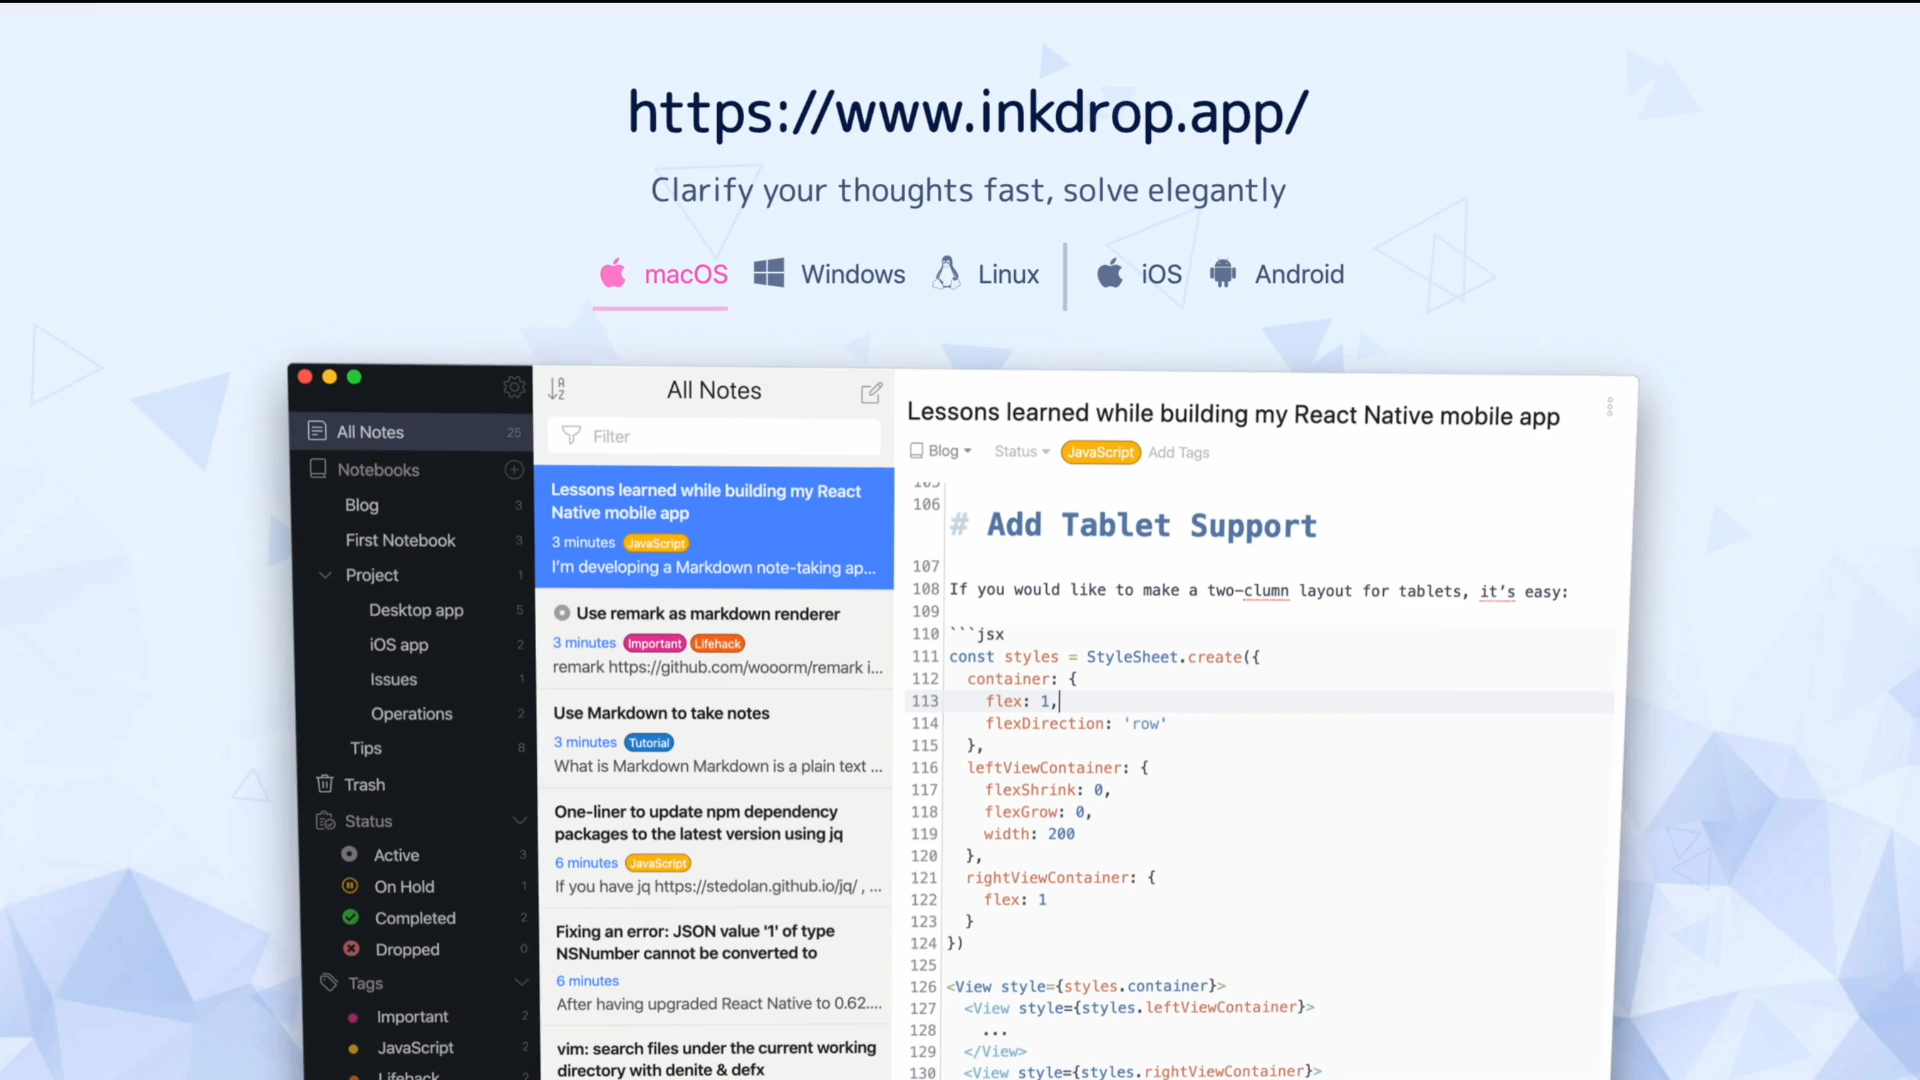 https://www.inkdrop.app/
Clarify your thoughts fast, solve elegantly
macOS Windows Linux iOS Android
All Notes 25
Notebooks
Blog 3
First Notebook 3
Project 1
Desktop app 5
iOS app 2
Issues 1
Operations 2
Tips 8
Trash
Status
Active 3
On Hold 1
Completed 2
Dropped 0
Tags
Important 2
JavaScript 2
Lifehack 2
All Notes
Filter
Lessons learned while building my React
Native mobile app
3 minutes JavaScript
I'm developing a Markdown note-taking ap...
Use remark as markdown renderer
3 minutes Important Lifehack
remark https://github.com/wooorm/remark i...
Use Markdown to take notes
3 minutes Tutorial
What is Markdown Markdown is a plain text ...
One-liner to update npm dependency
packages to the latest version using jq
6 minutes JavaScript
If you have jq https://stedolan.github.io/jq/ , ...
Fixing an error: JSON value '1' of type
NSNumber cannot be converted to
6 minutes
After having upgraded React Native to 0.62....
vim: search files under the current working
directory with denite & defx
Lessons learned while building my React Native mobile app
Blog Status JavaScript Add Tags
105
106 # Add Tablet Support
107
108 If you would like to make a two-clumn layout for tablets, it's easy:
109
110 ```jsx
111 const styles = StyleSheet.create({
112 container: {
113 flex: 1,
114 flexDirection: 'row'
115 },
116 leftViewContainer: {
117 flexShrink: 0,
118 flexGrow: 0,
119 width: 200
120 },
121 rightViewContainer: {
122 flex: 1
123 }
124 })
125
126 <View style={styles.container}>
127 <View style={styles.leftViewContainer}>
128 ...
129 </View>
130 <View style={styles.rightViewContainer}>